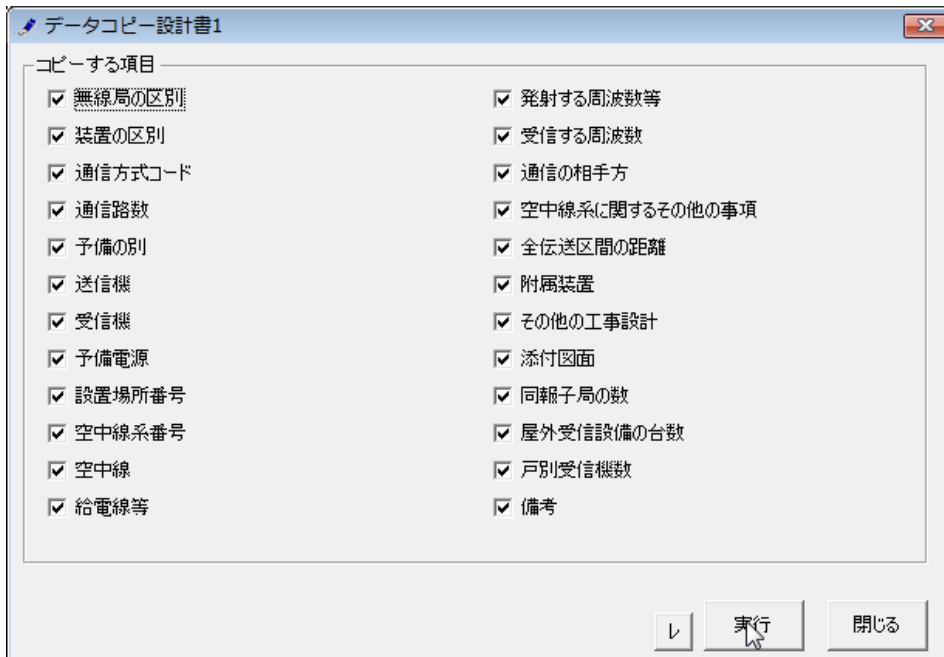 データコピー設計書1
コピーする項目
無線局の区別
装置の区別
通信方式コード
通信路数
予備の別
送信機
受信機
予備電源
設置場所番号
空中線系番号
空中線
給電線等
発射する周波数等
受信する周波数
通信の相手方
空中線系に関するその他の事項
全伝送区間の距離
附属装置
その他の工事設計
添付図面
同報子局の数
屋外受信設備の台数
戸別受信機数
備考
レ
実行
閉じる